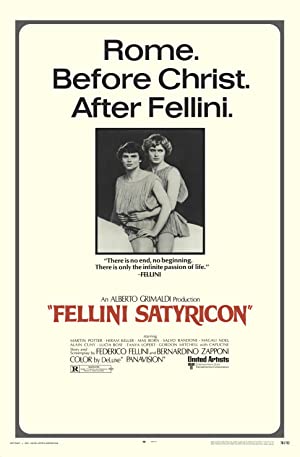 Rome.
Before Christ.
After Fellini.
"There is no end, no beginning.
There is only the infinite passion of life."
–FELLINI
An ALBERTO GRIMALDI Production
"FELLINI SATYRICON"
starring
MARTIN POTTER · HIRAM KELLER · MAX BORN · SALVO RANDONE · MAGALI NOEL
ALAIN CUNY · LUCIA BOSE · TANYA LOPERT · GORDON MITCHELL with CAPUCINE
Story and Screenplay by FEDERICO FELLINI and BERNARDINO ZAPPONI
COLOR by DeLuxe® PANAVISION® United Artists
R